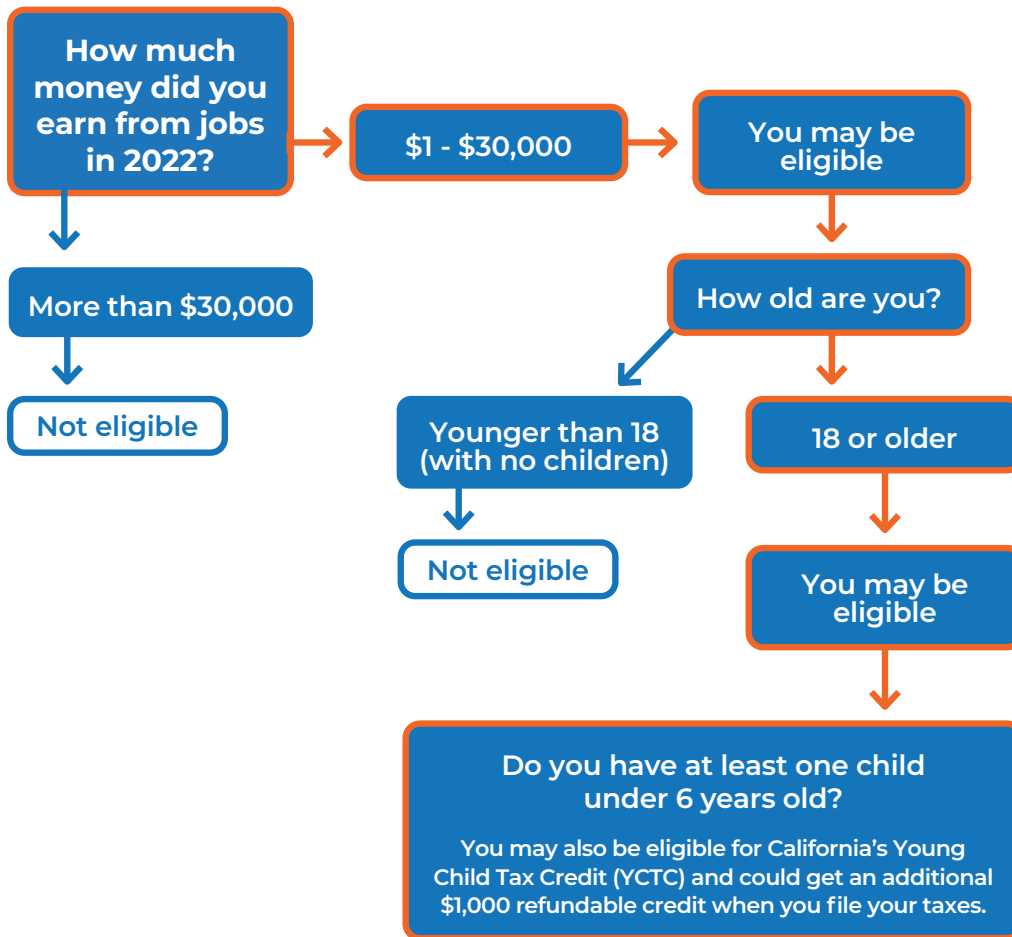 How much
money did you
earn from jobs
in 2022?
$1 - $30,000
You may be
eligible
More than $30,000
Not eligible
How old are you?
Younger than 18
(with no children)
Not eligible
18 or older
You may be
eligible
Do you have at least one child
under 6 years old?
You may also be eligible for California’s Young
Child Tax Credit (YCTC) and could get an additional
$1,000 refundable credit when you file your taxes.